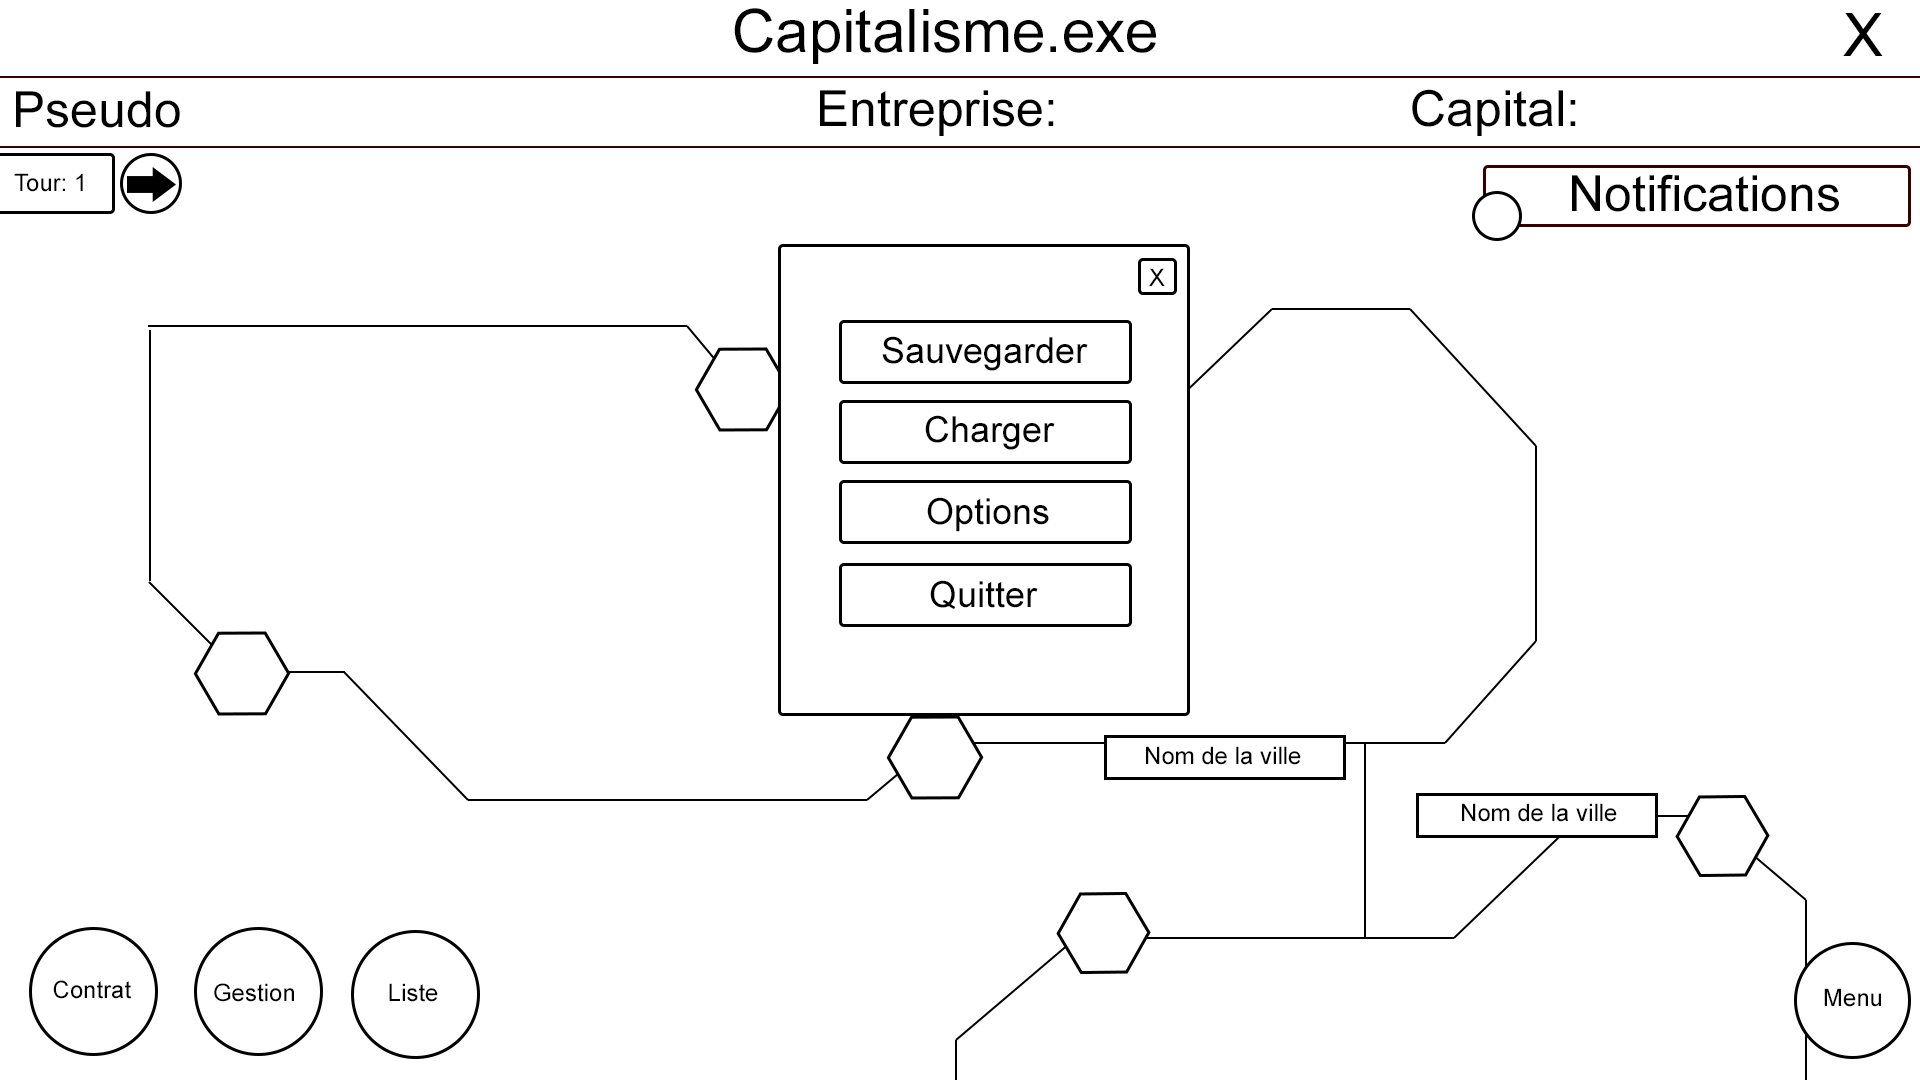 Capitalisme.exe
X
Pseudo
Entreprise:
Capital:
Tour: 1
Notifications
X
Sauvegarder
Charger
Options
Quitter
Nom de la ville
Nom de la ville
Contrat
Gestion
Liste
Menu